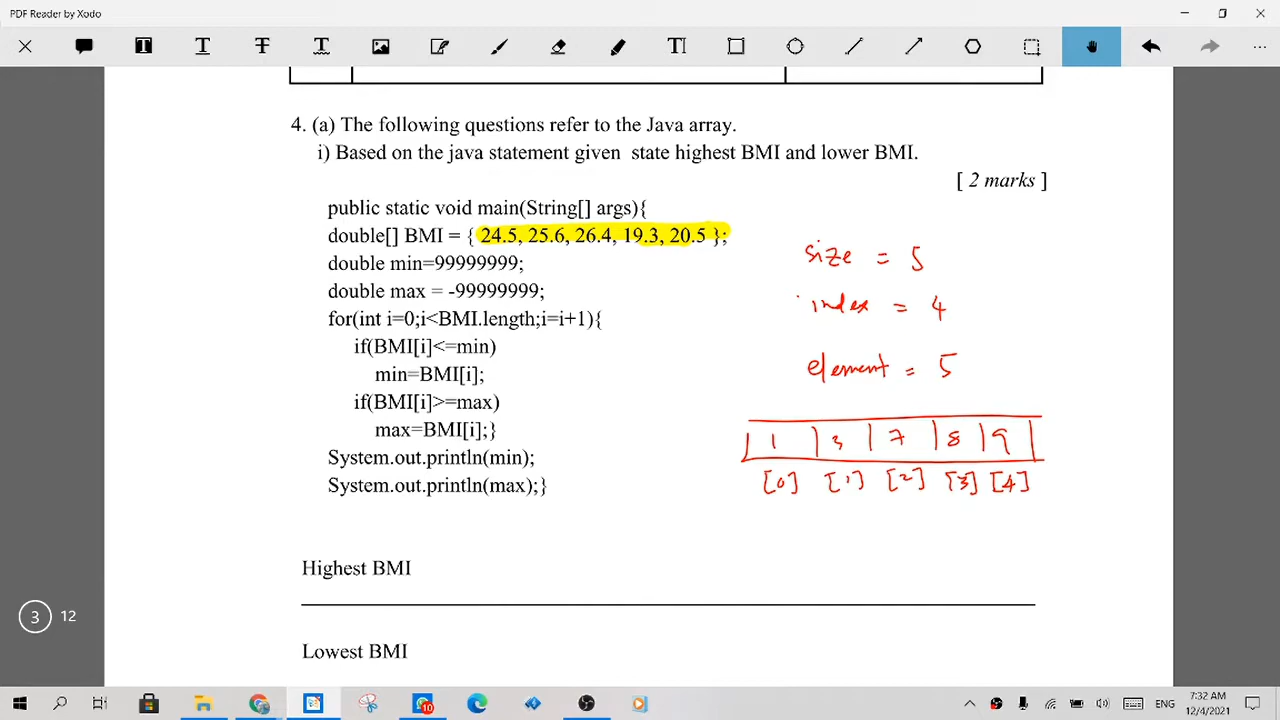 PDF Reader by Xodo
4. (a) The following questions refer to the Java array.
i) Based on the java statement given state highest BMI and lower BMI.
[ 2 marks ]
public static void main(String[] args){
double[] BMI = { 24.5, 25.6, 26.4, 19.3, 20.5 };
double min=99999999;
double max = -99999999;
for(int i=0;i<BMI.length;i=i+1){
if(BMI[i]<=min)
min=BMI[i];
if(BMI[i]>=max)
max=BMI[i];}
System.out.println(min);
System.out.println(max);}
size = 5
index = 4
element = 5
1 3 7 8 9
[0] [1] [2] [3] [4]
Highest BMI
Lowest BMI
3 12
10
ENG
7:32 AM
12/4/2021